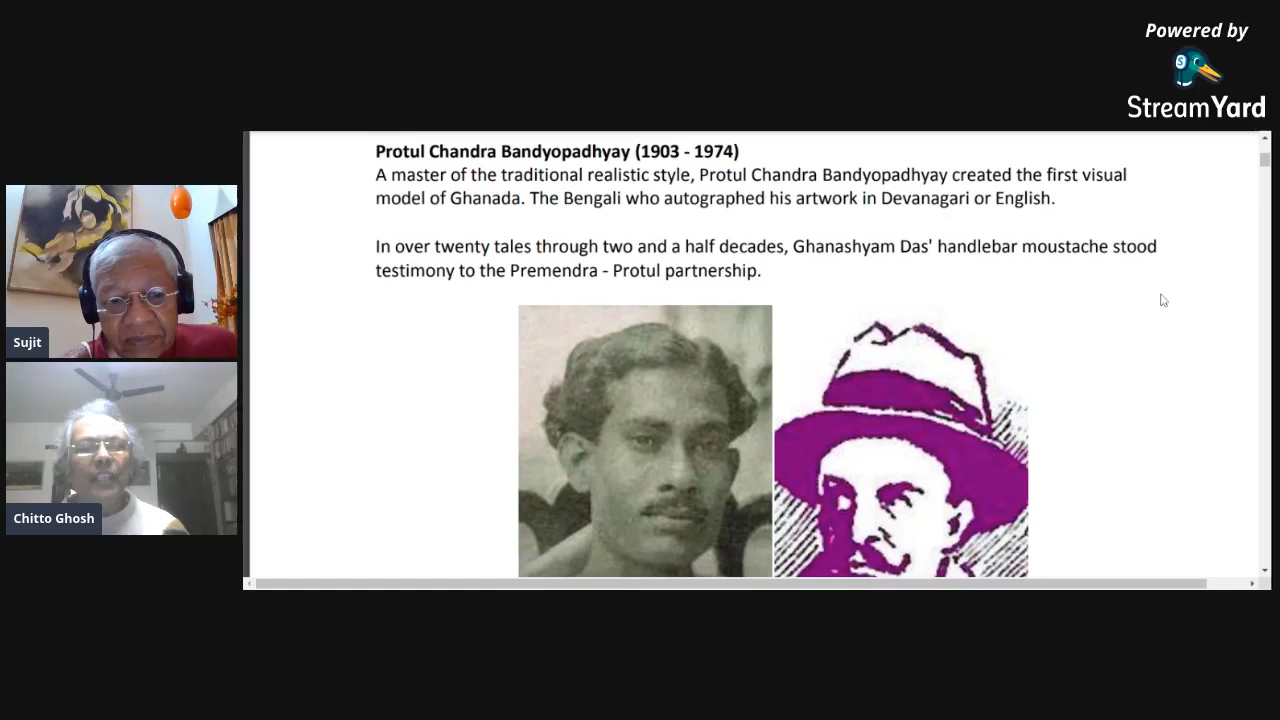 Powered by
StreamYard
Protul Chandra Bandyopadhyay (1903 - 1974)
A master of the traditional realistic style, Protul Chandra Bandyopadhyay created the first visual
model of Ghanada. The Bengali who autographed his artwork in Devanagari or English.
In over twenty tales through two and a half decades, Ghanashyam Das' handlebar moustache stood
testimony to the Premendra - Protul partnership.
Sujit
Chitto Ghosh